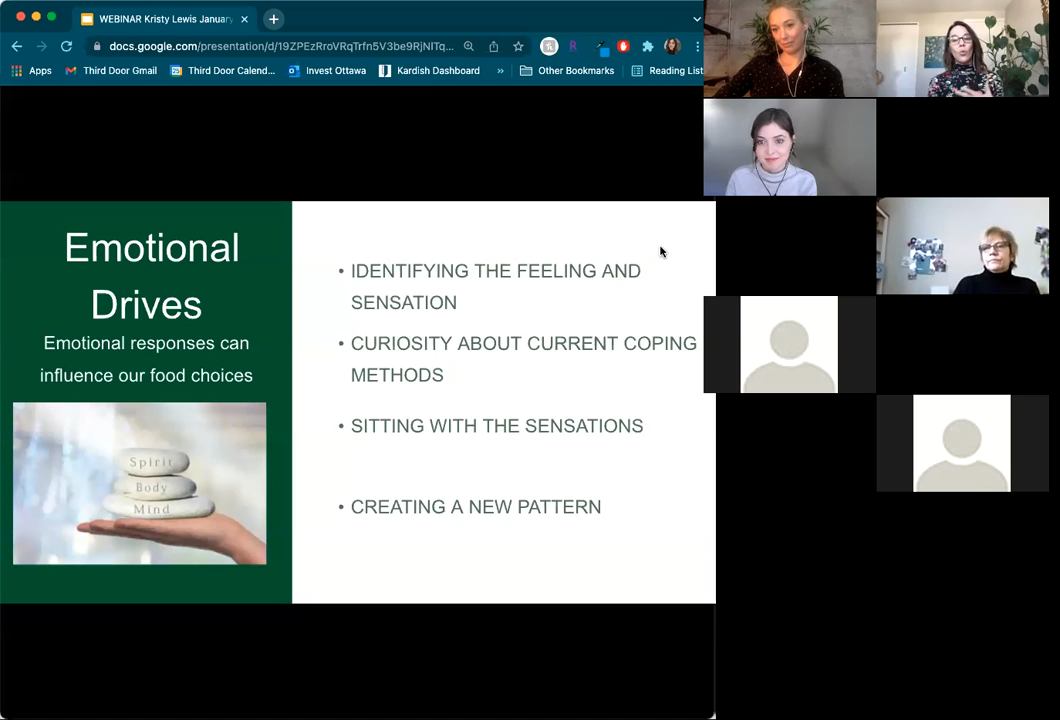 WEBINAR Kristy Lewis January
docs.google.com/presentation/d/19ZPEzRroVRqTrfn5V3be9RjNITq...
Apps Third Door Gmail Third Door Calend... Invest Ottawa Kardish Dashboard » Other Bookmarks Reading List
Emotional
Drives
Emotional responses can
influence our food choices
Spirit
Body
Mind
• IDENTIFYING THE FEELING AND
SENSATION
• CURIOSITY ABOUT CURRENT COPING
METHODS
• SITTING WITH THE SENSATIONS
• CREATING A NEW PATTERN